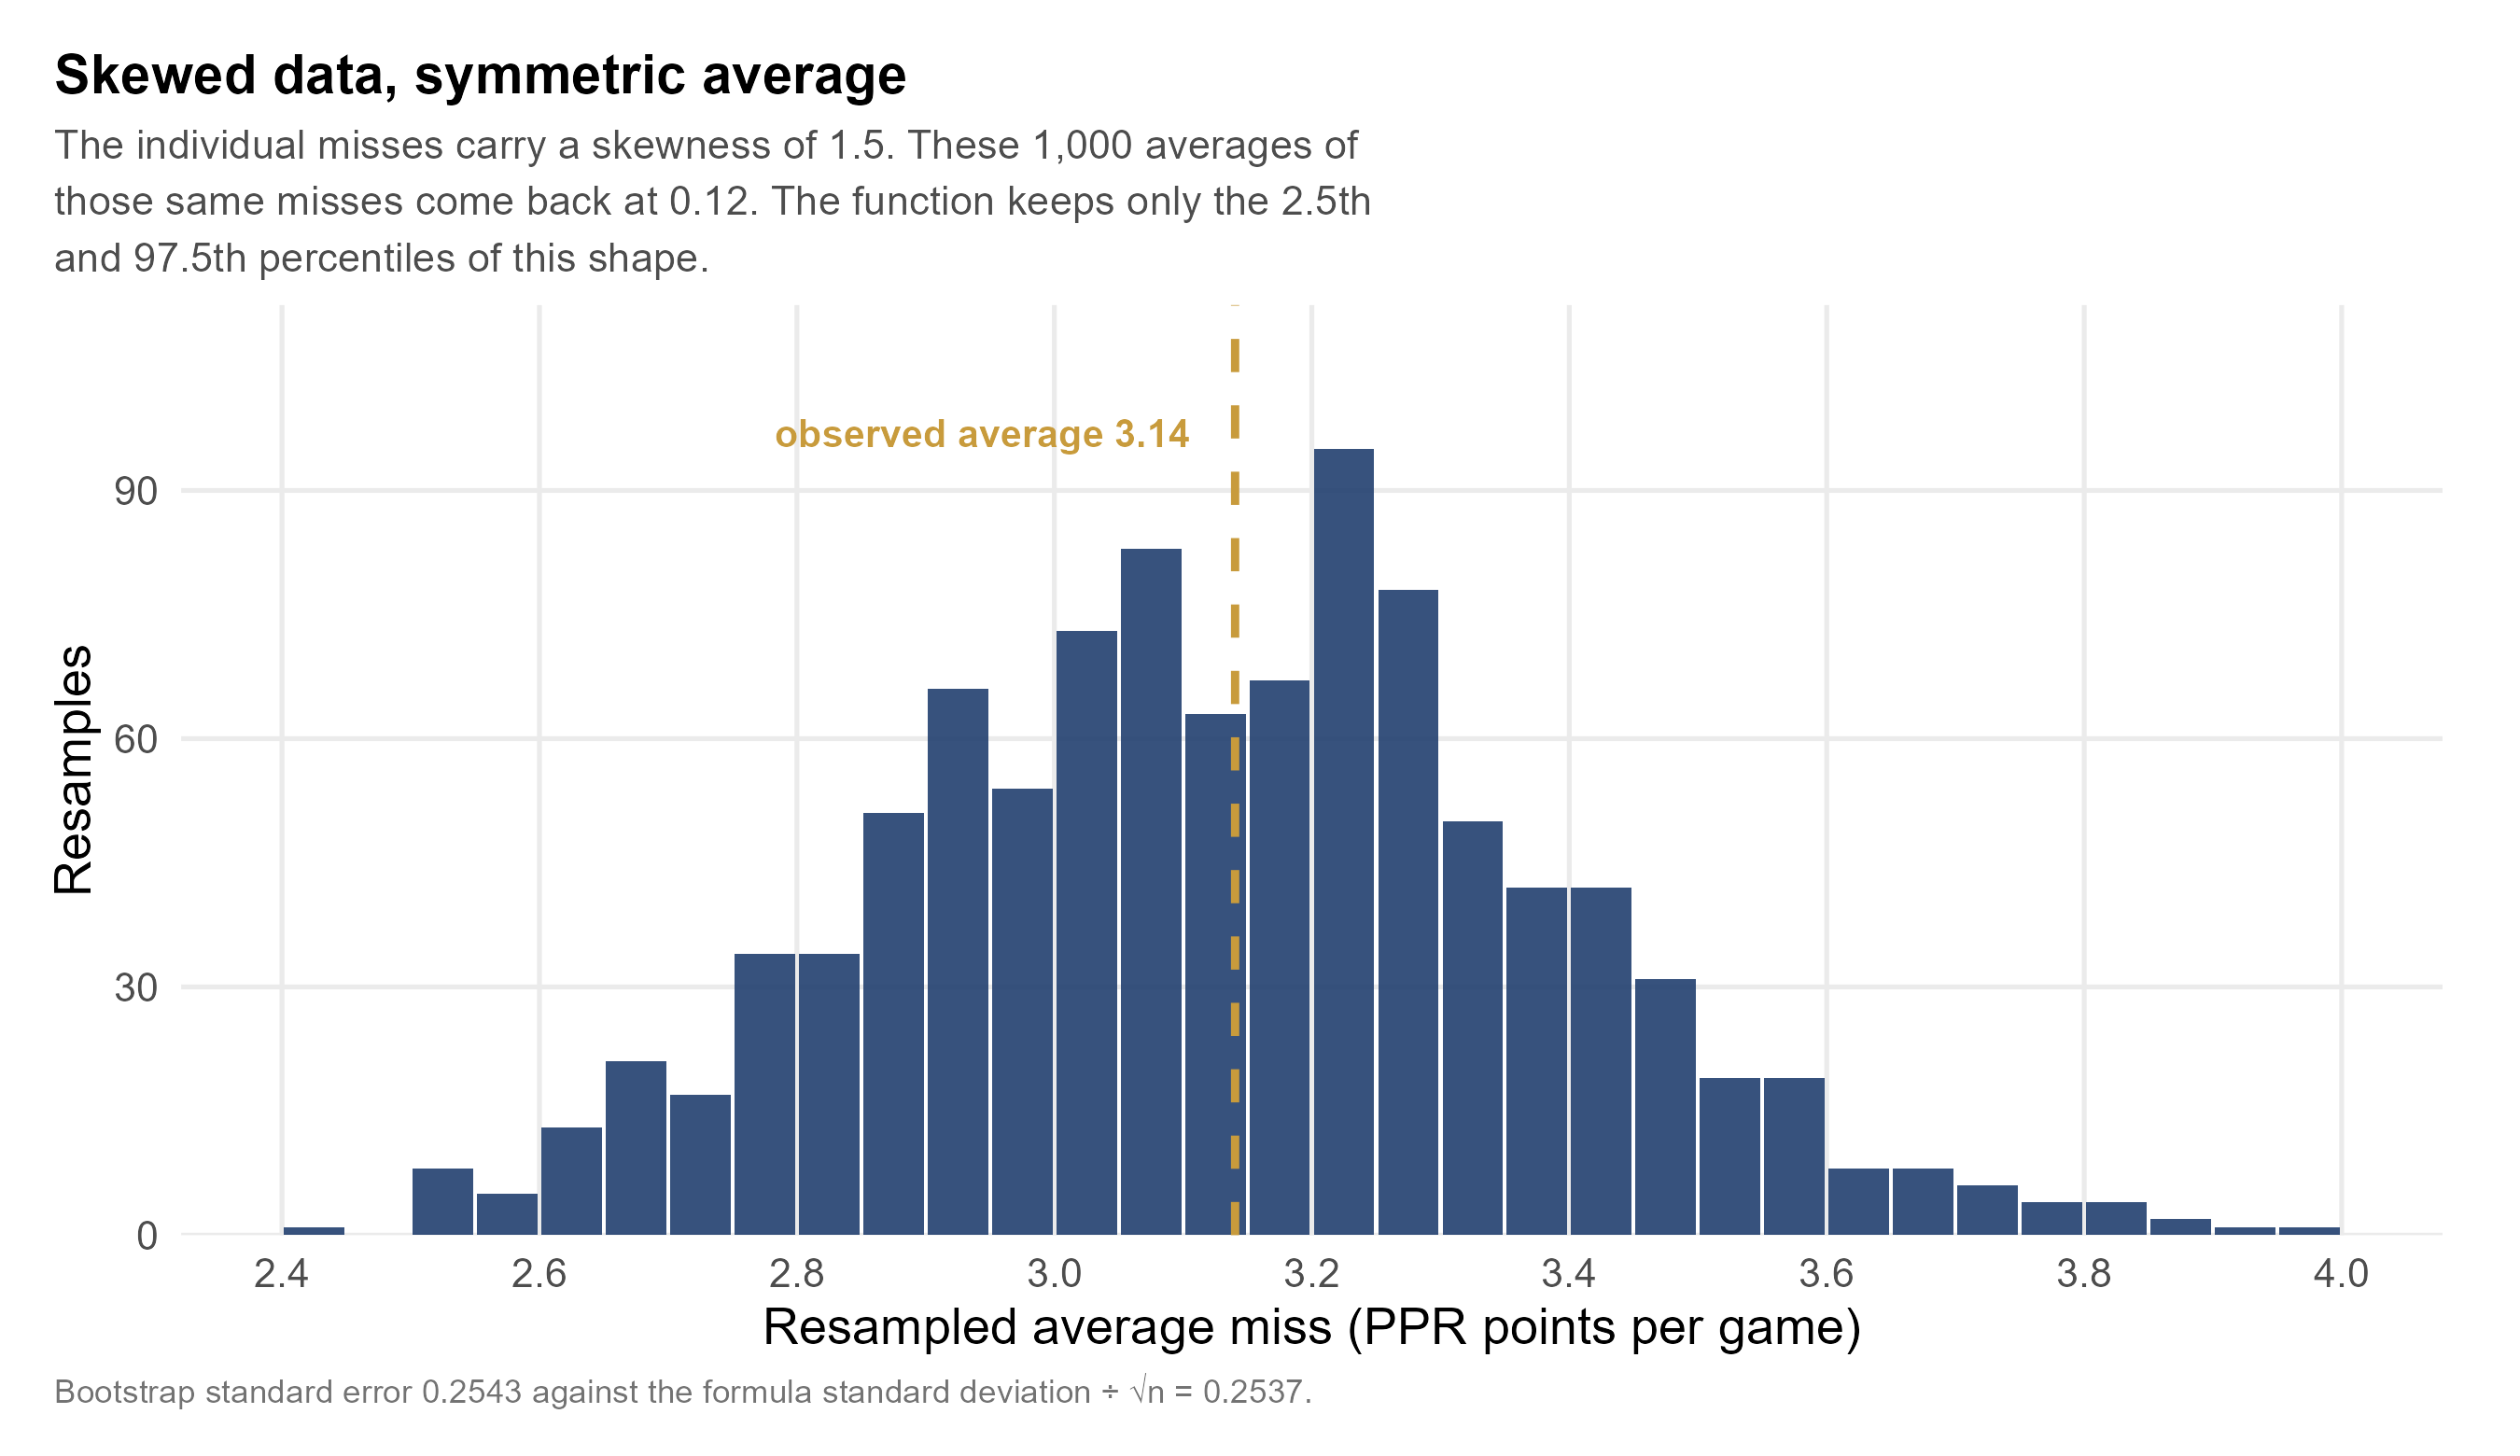 Skewed data, symmetric average
The individual misses carry a skewness of 1.5. These 1,000 averages of
those same misses come back at 0.12. The function keeps only the 2.5th
and 97.5th percentiles of this shape.
observed average 3.14
Resamples
90
60
30
0
2.4 2.6 2.8 3.0 3.2 3.4 3.6 3.8 4.0
Resampled average miss (PPR points per game)
Bootstrap standard error 0.2543 against the formula standard deviation ÷ √n = 0.2537.